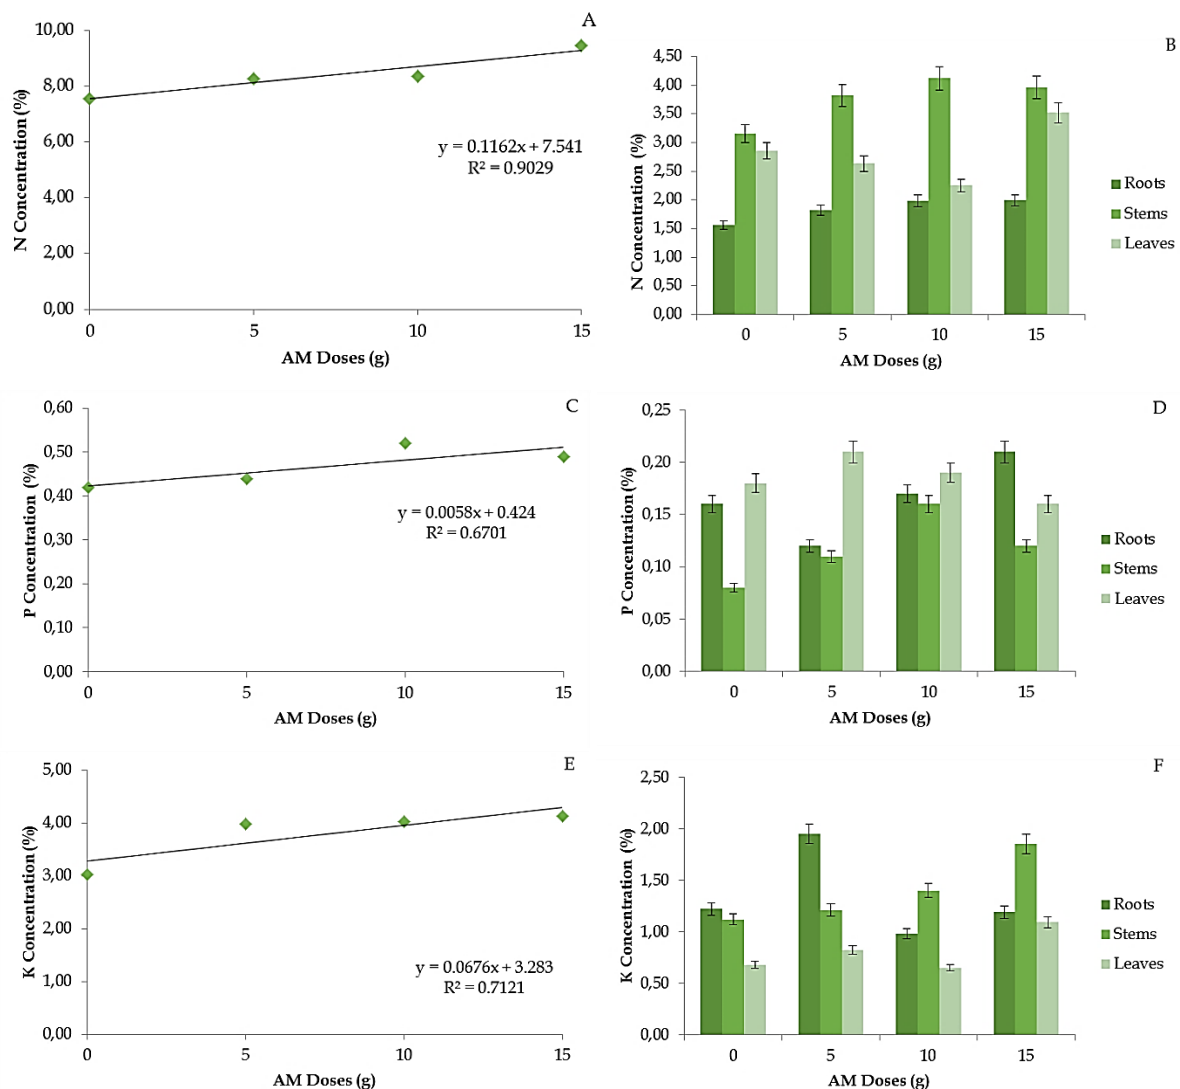 A
10,00
8,00
6,00
4,00
2,00
0,00
N Concentration (%)
y = 0.1162x + 7.541
R² = 0.9029
0 5 10 15
AM Doses (g)
B
4,50
4,00
3,50
3,00
2,50
2,00
1,50
1,00
0,50
0,00
N Concentration (%)
Roots
Stems
Leaves
0 5 10 15
AM Doses (g)
C
0,60
0,50
0,40
0,30
0,20
0,10
0,00
P Concentration (%)
y = 0.0058x + 0.424
R² = 0.6701
0 5 10 15
AM Doses (g)
D
0,25
0,20
0,15
0,10
0,05
0,00
P Concentration (%)
Roots
Stems
Leaves
0 5 10 15
AM Doses (g)
E
5,00
4,00
3,00
2,00
1,00
0,00
K Concentration (%)
y = 0.0676x + 3.283
R² = 0.7121
0 5 10 15
AM Doses (g)
F
2,50
2,00
1,50
1,00
0,50
0,00
K Concentration (%)
Roots
Stems
Leaves
0 5 10 15
AM Doses (g)